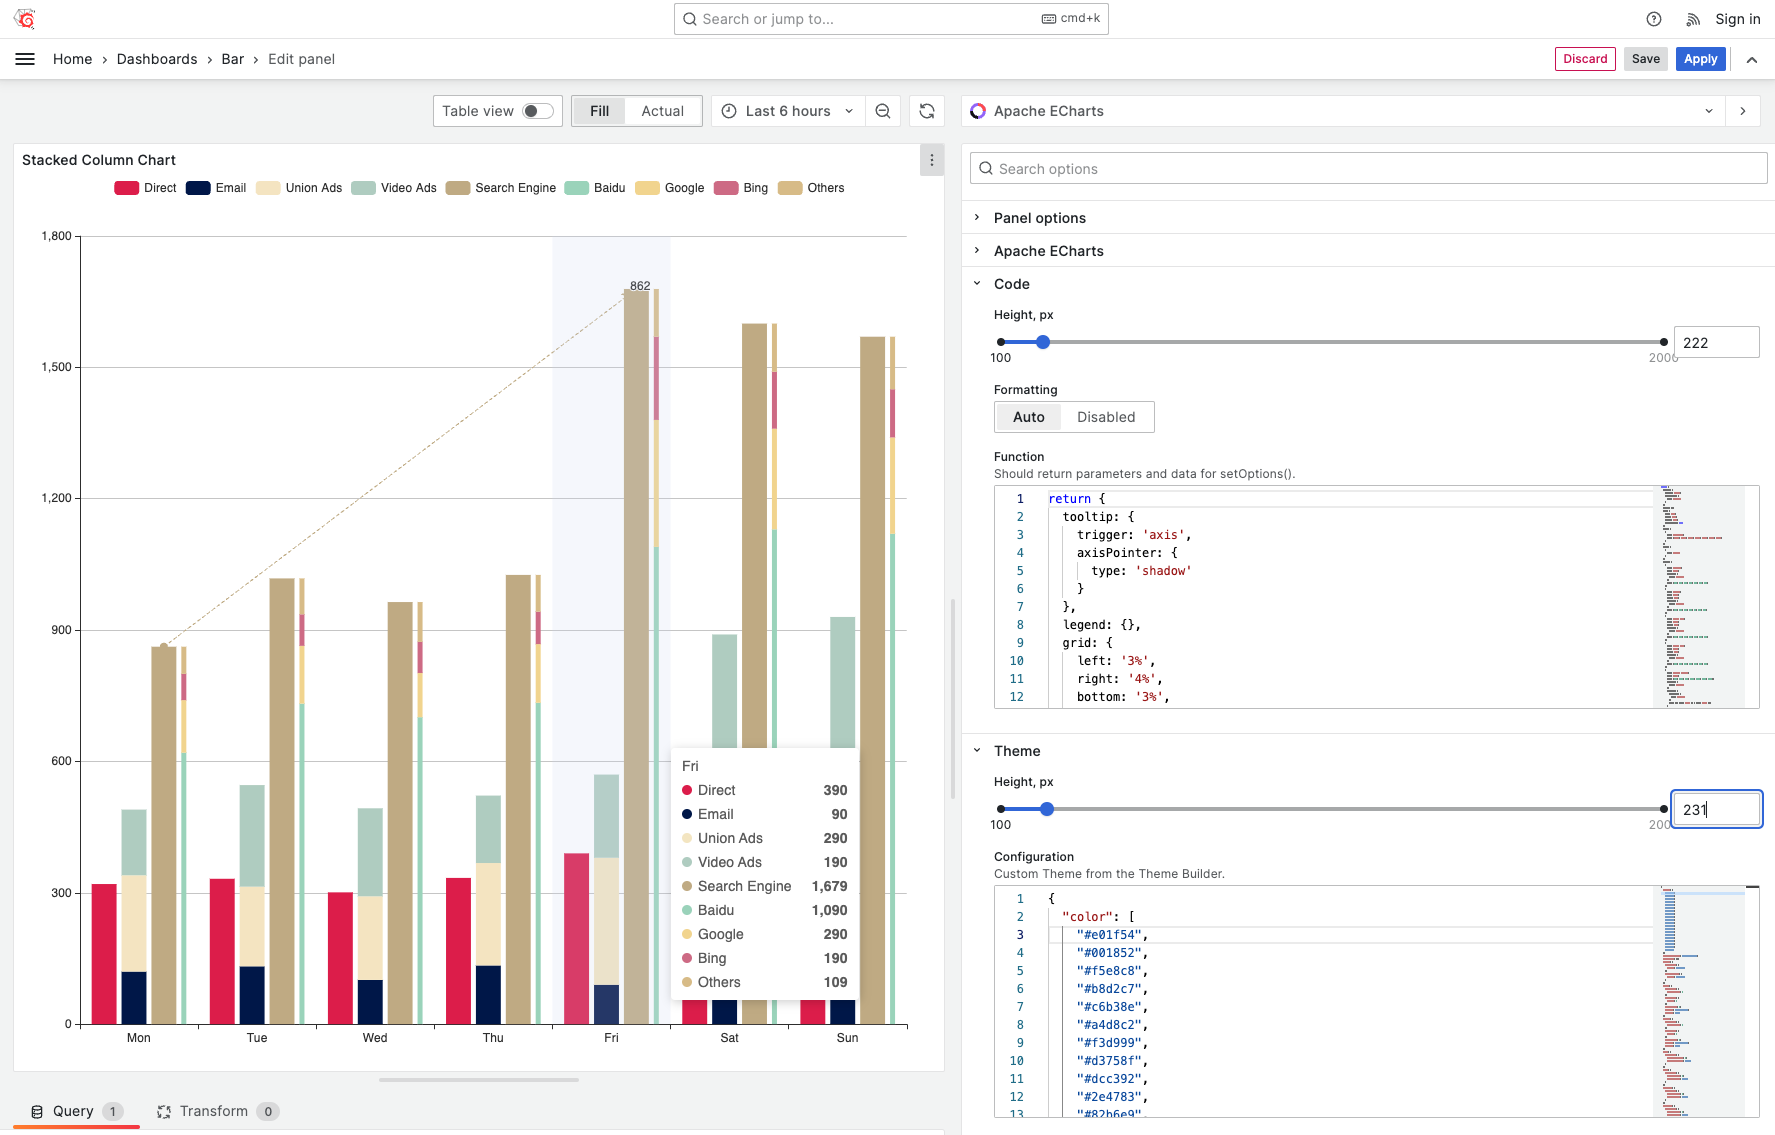 Search or jump to...
cmd+k
Sign in
Home › Dashboards › Bar › Edit panel
Discard
Save
Apply
Table view
Fill
Actual
Last 6 hours
Apache ECharts
Stacked Column Chart
Direct Email Union Ads Video Ads Search Engine Baidu Google Bing Others
1,800
1,500
1,200
900
600
300
0
862
Mon Tue Wed Thu Fri Sat Sun
Fri
Direct 390
Email 90
Union Ads 290
Video Ads 190
Search Engine 1,679
Baidu 1,090
Google 290
Bing 190
Others 109
Query 1
Transform 0
Search options
Panel options
Apache ECharts
Code
Height, px
222
100
2000
Formatting
Auto
Disabled
Function
Should return parameters and data for setOptions().
1 return {
2 tooltip: {
3 trigger: 'axis',
4 axisPointer: {
5 type: 'shadow'
6 }
7 },
8 legend: {},
9 grid: {
10 left: '3%',
11 right: '4%',
12 bottom: '3%',
Theme
Height, px
231
100
200
Configuration
Custom Theme from the Theme Builder.
1 {
2 "color": [
3 "#e01f54",
4 "#001852",
5 "#f5e8c8",
6 "#b8d2c7",
7 "#c6b38e",
8 "#a4d8c2",
9 "#f3d999",
10 "#d3758f",
11 "#dcc392",
12 "#2e4783",
13 "#82b6e9",